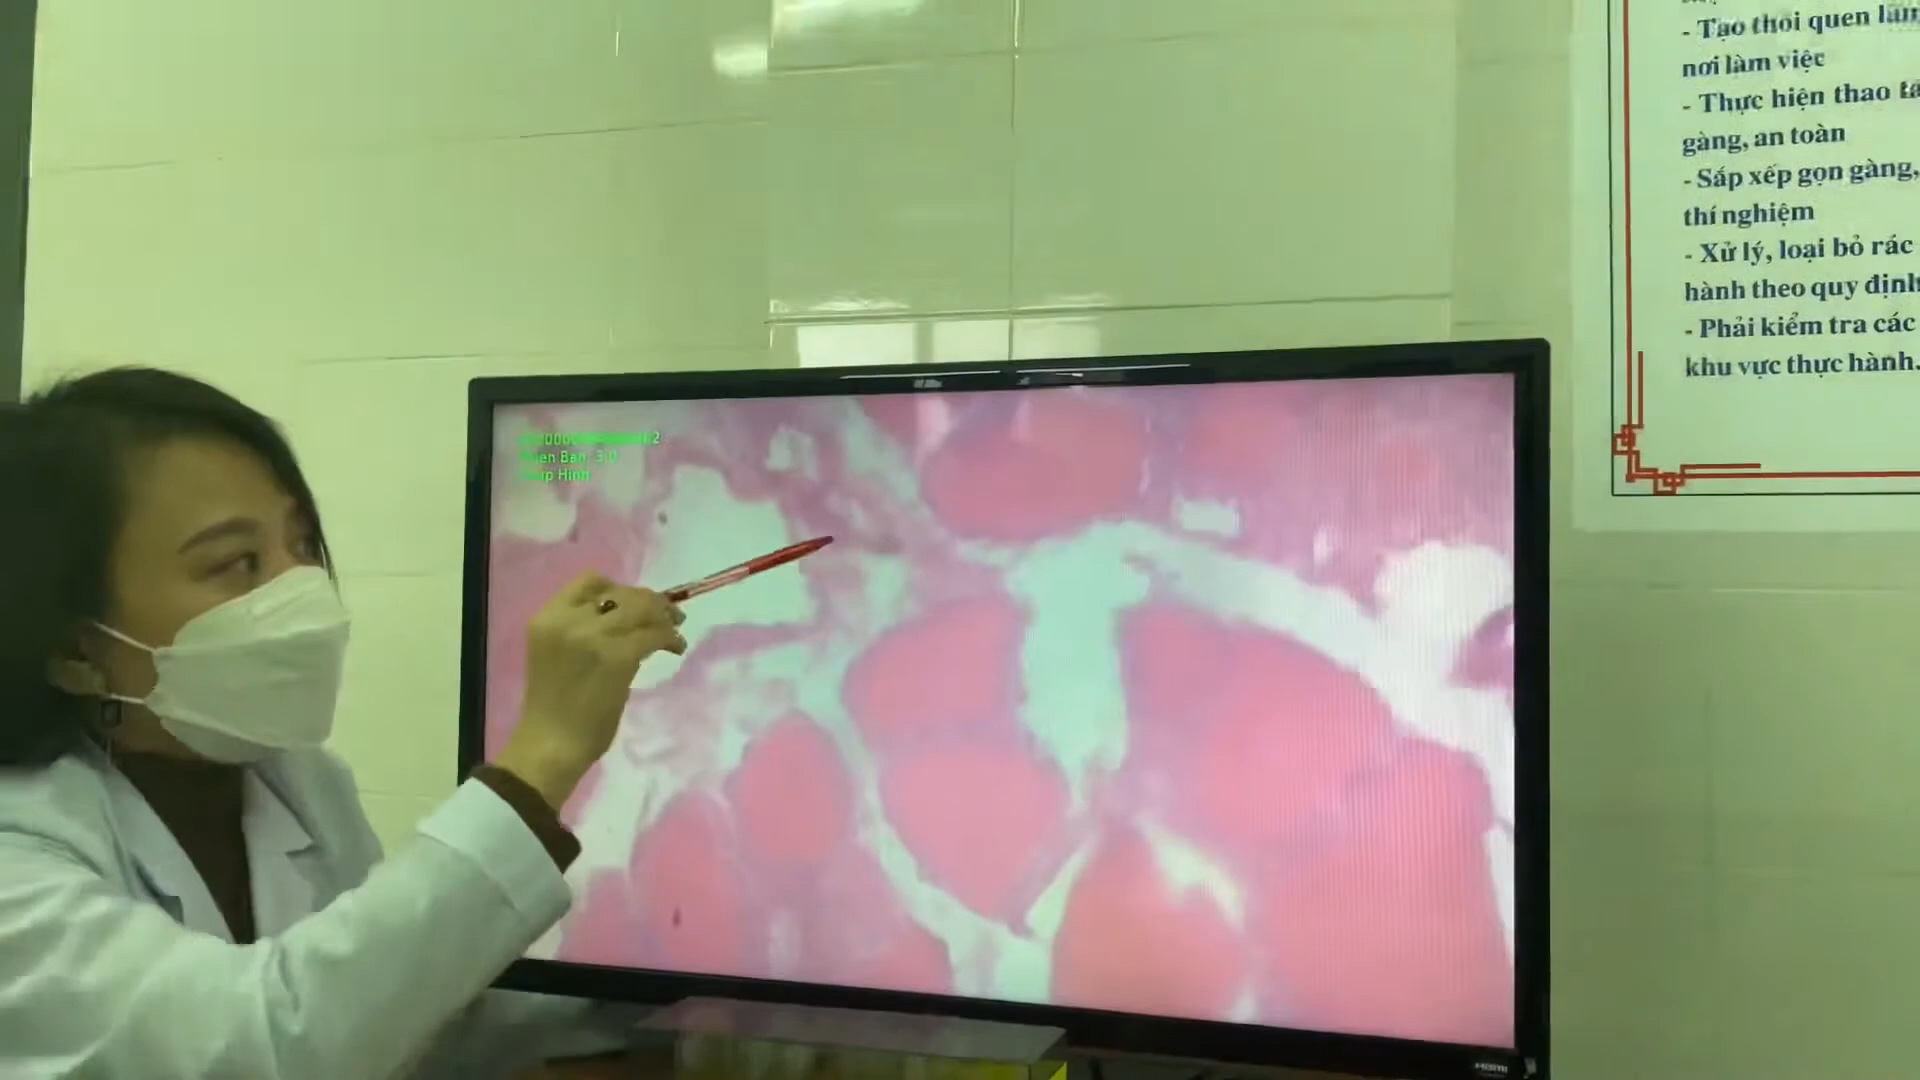 - Tạo thói quen làm
nơi làm việc
- Thực hiện thao
gàng, an toàn
- Sắp xếp gọn gàng,
thí nghiệm
- Xử lý, loại bỏ rác
hành theo quy định
- Phải kiểm tra các
khu vực thực hành.
HDMI